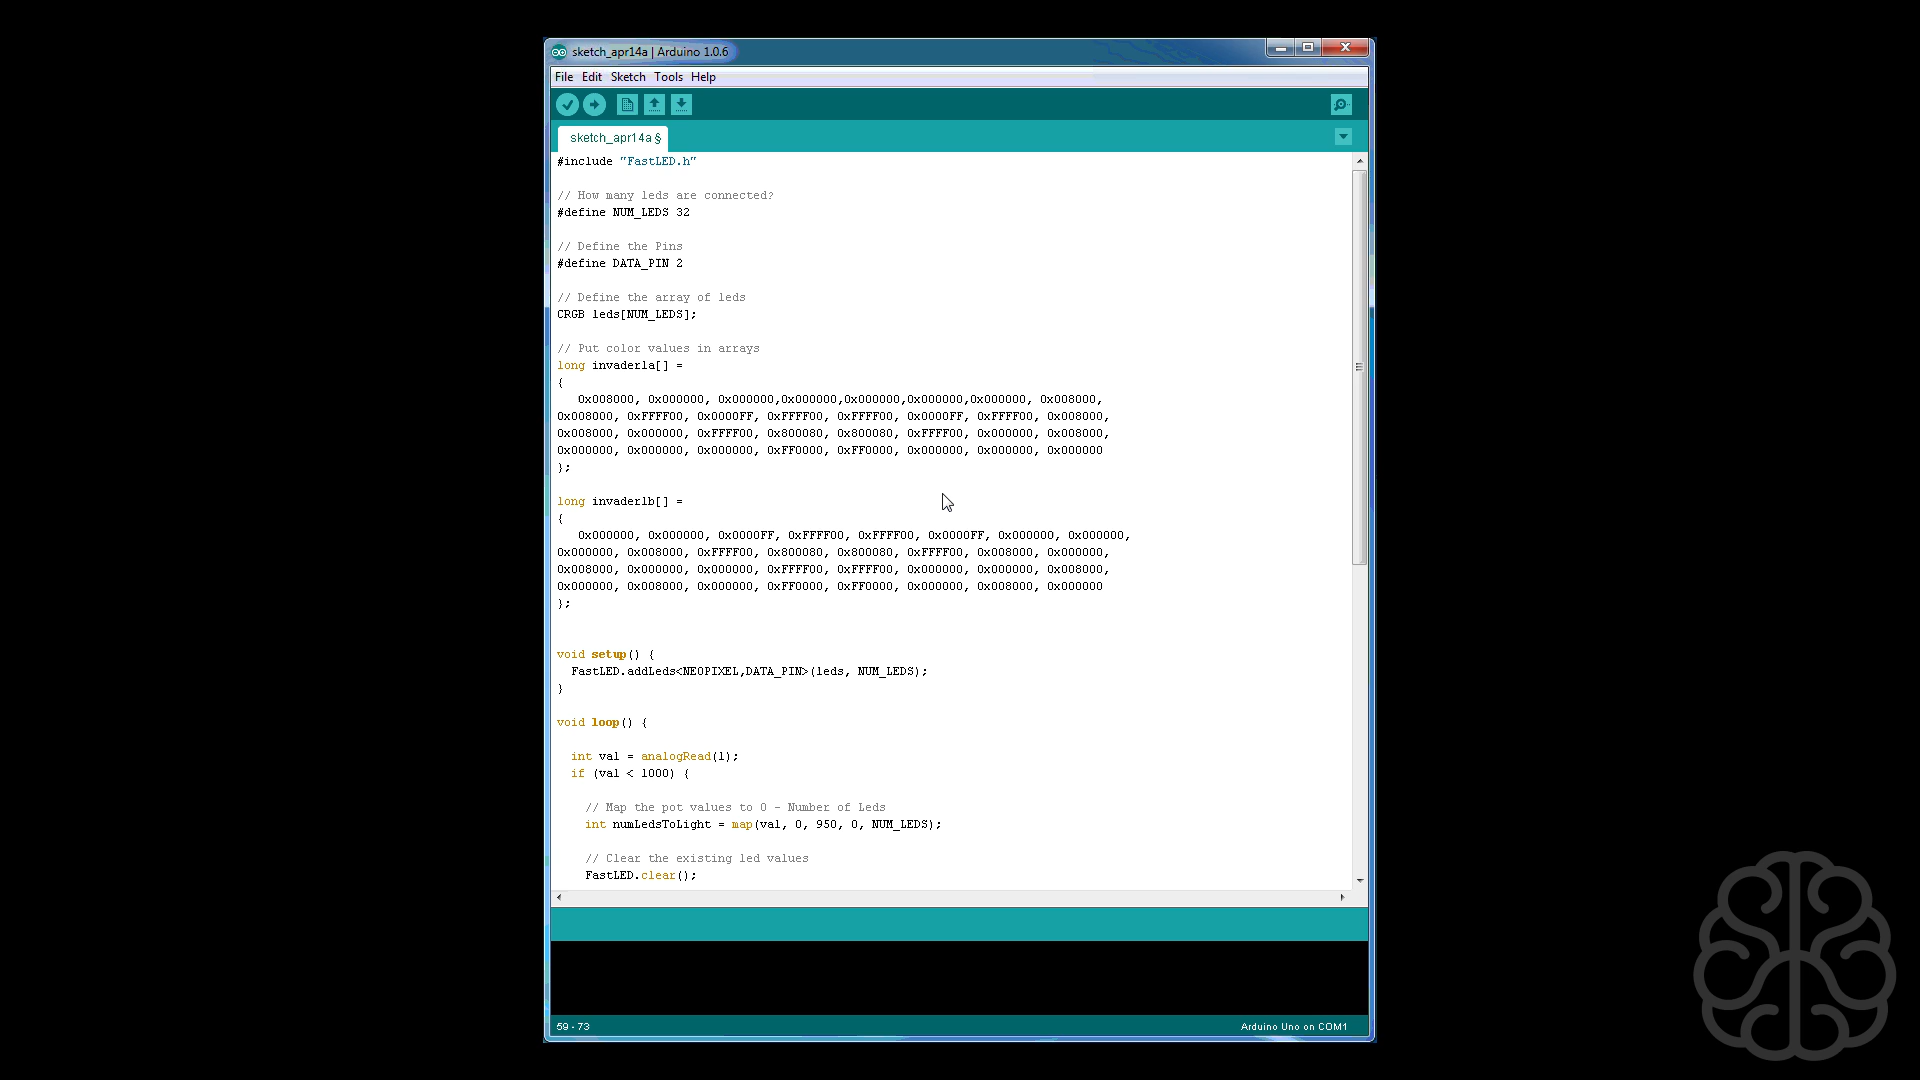 sketch_apr14a | Arduino 1.0.6
File Edit Sketch Tools Help
sketch_apr14a §
#include "FastLED.h"
// How many leds are connected?
#define NUM_LEDS 32
// Define the Pins
#define DATA_PIN 2
// Define the array of leds
CRGB leds[NUM_LEDS];
// Put color values in arrays
long invader1a[] =
{
0x008000, 0x000000, 0x000000,0x000000,0x000000,0x000000,0x000000, 0x008000,
0x008000, 0xFFFF00, 0x0000FF, 0xFFFF00, 0xFFFF00, 0x0000FF, 0xFFFF00, 0x008000,
0x008000, 0x000000, 0xFFFF00, 0x800080, 0x800080, 0xFFFF00, 0x000000, 0x008000,
0x000000, 0x000000, 0x000000, 0xFF0000, 0xFF0000, 0x000000, 0x000000, 0x000000
};
long invader1b[] =
{
0x000000, 0x000000, 0x0000FF, 0xFFFF00, 0xFFFF00, 0x0000FF, 0x000000, 0x000000,
0x000000, 0x008000, 0xFFFF00, 0x800080, 0x800080, 0xFFFF00, 0x008000, 0x000000,
0x008000, 0x000000, 0x000000, 0xFFFF00, 0xFFFF00, 0x000000, 0x000000, 0x008000,
0x000000, 0x008000, 0x000000, 0xFF0000, 0xFF0000, 0x000000, 0x008000, 0x000000
};
void setup() {
FastLED.addLeds<NEOPIXEL,DATA_PIN>(leds, NUM_LEDS);
}
void loop() {
int val = analogRead(1);
if (val < 1000) {
// Map the pot values to 0 - Number of Leds
int numLedsToLight = map(val, 0, 950, 0, NUM_LEDS);
// Clear the existing led values
FastLED.clear();
59 - 73
Arduino Uno on COM1